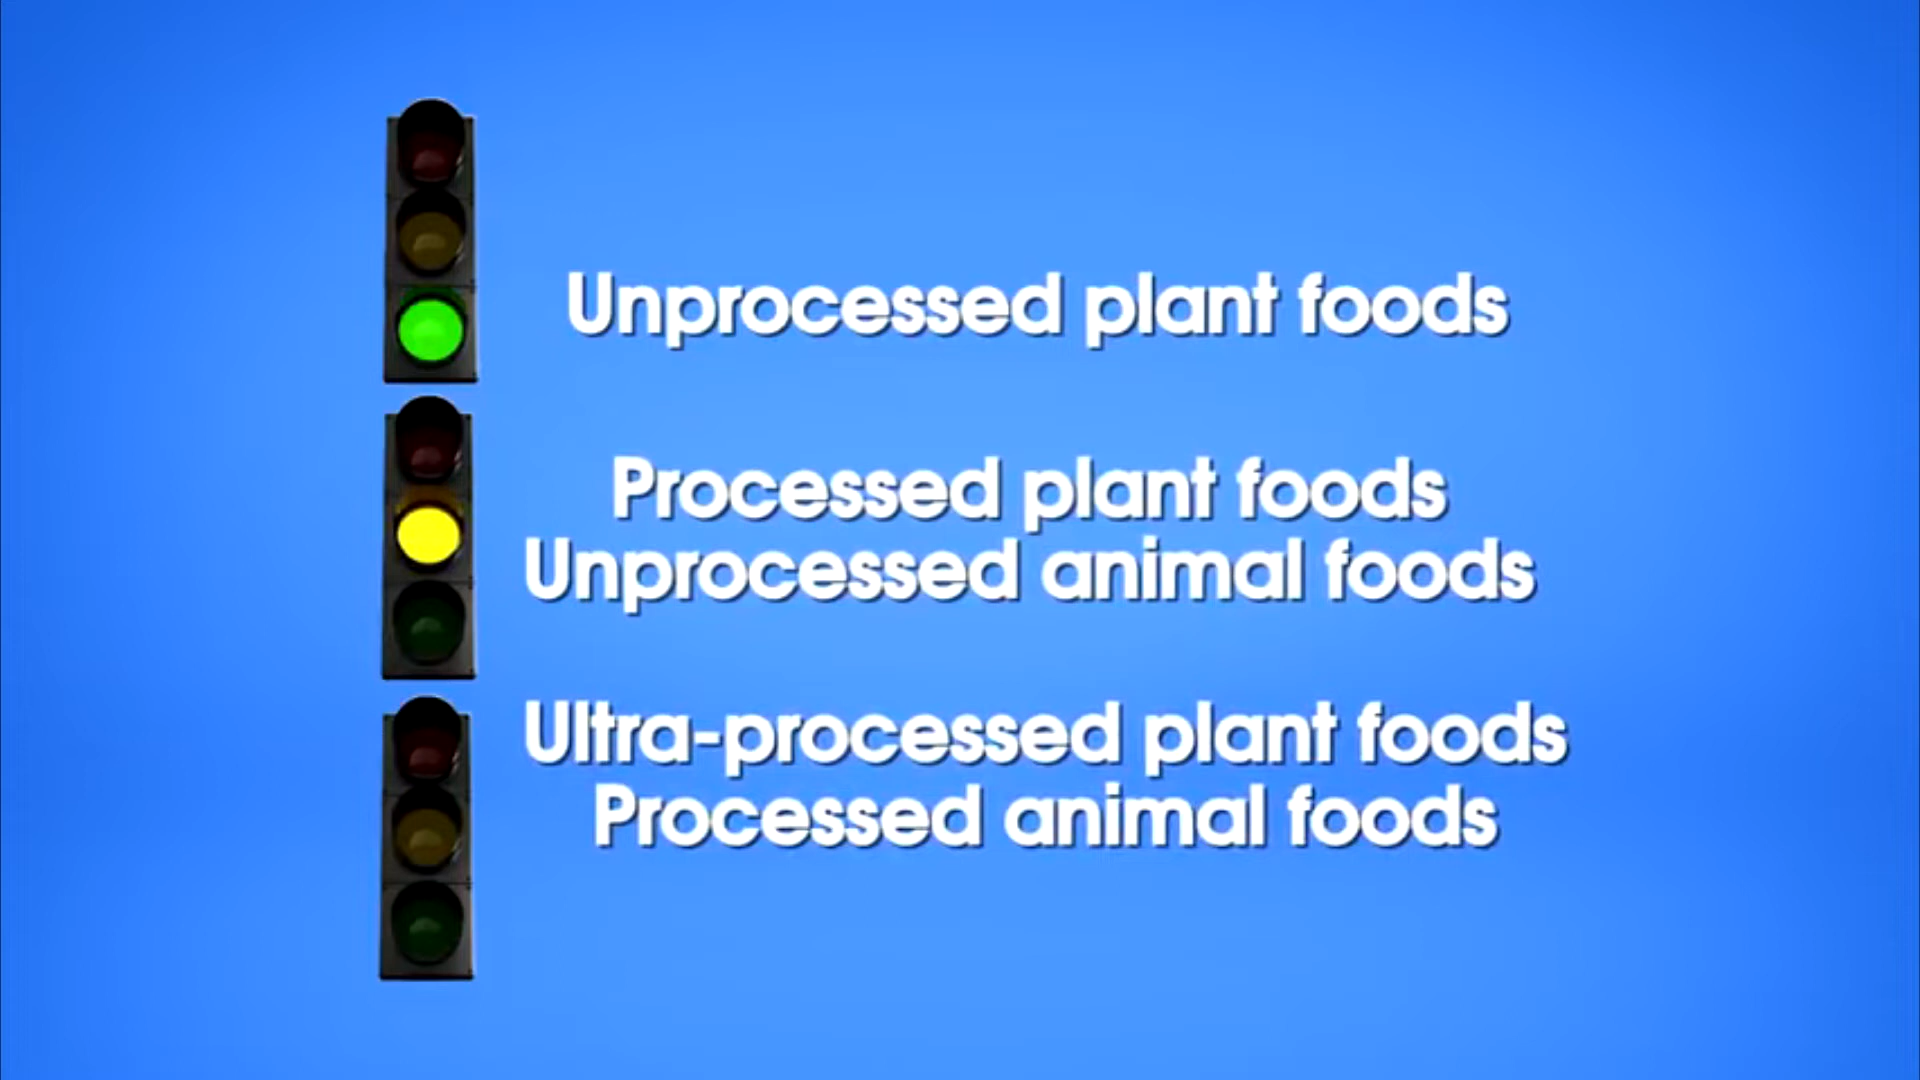 Unprocessed plant foods
Processed plant foods
Unprocessed animal foods
Ultra-processed plant foods
Processed animal foods